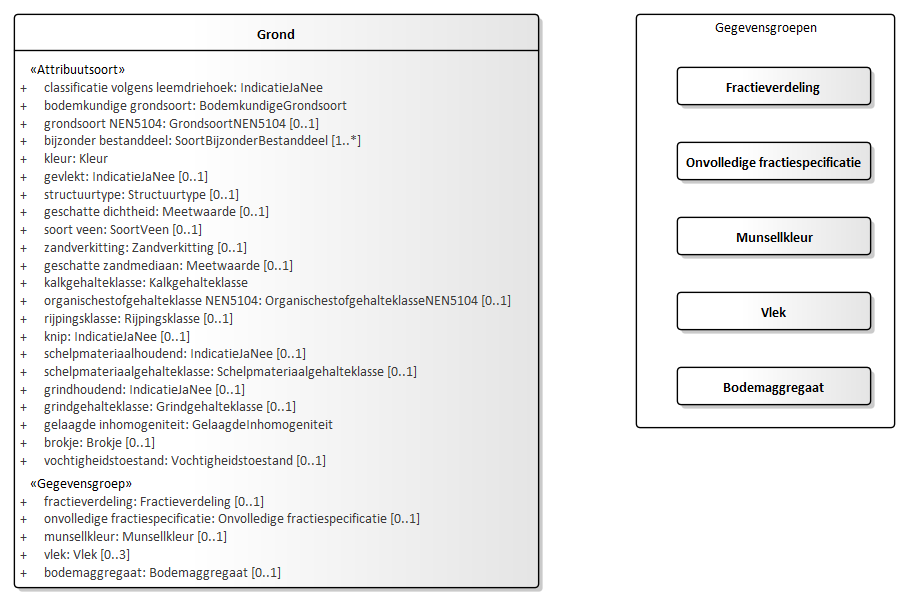 Grond
«Attribuutsoort»
+ classificatie volgens leemdriehoek: IndicatieJaNee
+ bodemkundige grondsoort: BodemkundigeGrondsoort
+ grondsoort NEN5104: GrondsoortNEN5104 [0..1]
+ bijzonder bestanddeel: SoortBijzonderBestanddeel [1..*]
+ kleur: Kleur
+ gevlekt: IndicatieJaNee [0..1]
+ structuurtype: Structuurtype [0..1]
+ geschatte dichtheid: Meetwaarde [0..1]
+ soort veen: SoortVeen [0..1]
+ zandverkitting: Zandverkitting [0..1]
+ geschatte zandmediaan: Meetwaarde [0..1]
+ kalkgehalteklasse: Kalkgehalteklasse
+ organischestofgehalteklasse NEN5104: OrganischestofgehalteklasseNEN5104 [0..1]
+ rijpingsklasse: Rijpingsklasse [0..1]
+ knip: IndicatieJaNee [0..1]
+ schelpmateriaalhoudend: IndicatieJaNee [0..1]
+ schelpmateriaalgehalteklasse: Schelpmateriaalgehalteklasse [0..1]
+ grindhoudend: IndicatieJaNee [0..1]
+ grindgehalteklasse: Grindgehalteklasse [0..1]
+ gelaagde inhomogeniteit: GelaagdeInhomogeniteit
+ brokje: Brokje [0..1]
+ vochtigheidstoestand: Vochtigheidstoestand [0..1]
«Gegevensgroep»
+ fractieverdeling: Fractieverdeling [0..1]
+ onvolledige fractiespecificatie: Onvolledige fractiespecificatie [0..1]
+ munsellkleur: Munsellkleur [0..1]
+ vlek: Vlek [0..3]
+ bodemaggregaat: Bodemaggregaat [0..1]
Gegevensgroepen
Fractieverdeling
Onvolledige fractiespecificatie
Munsellkleur
Vlek
Bodemaggregaat